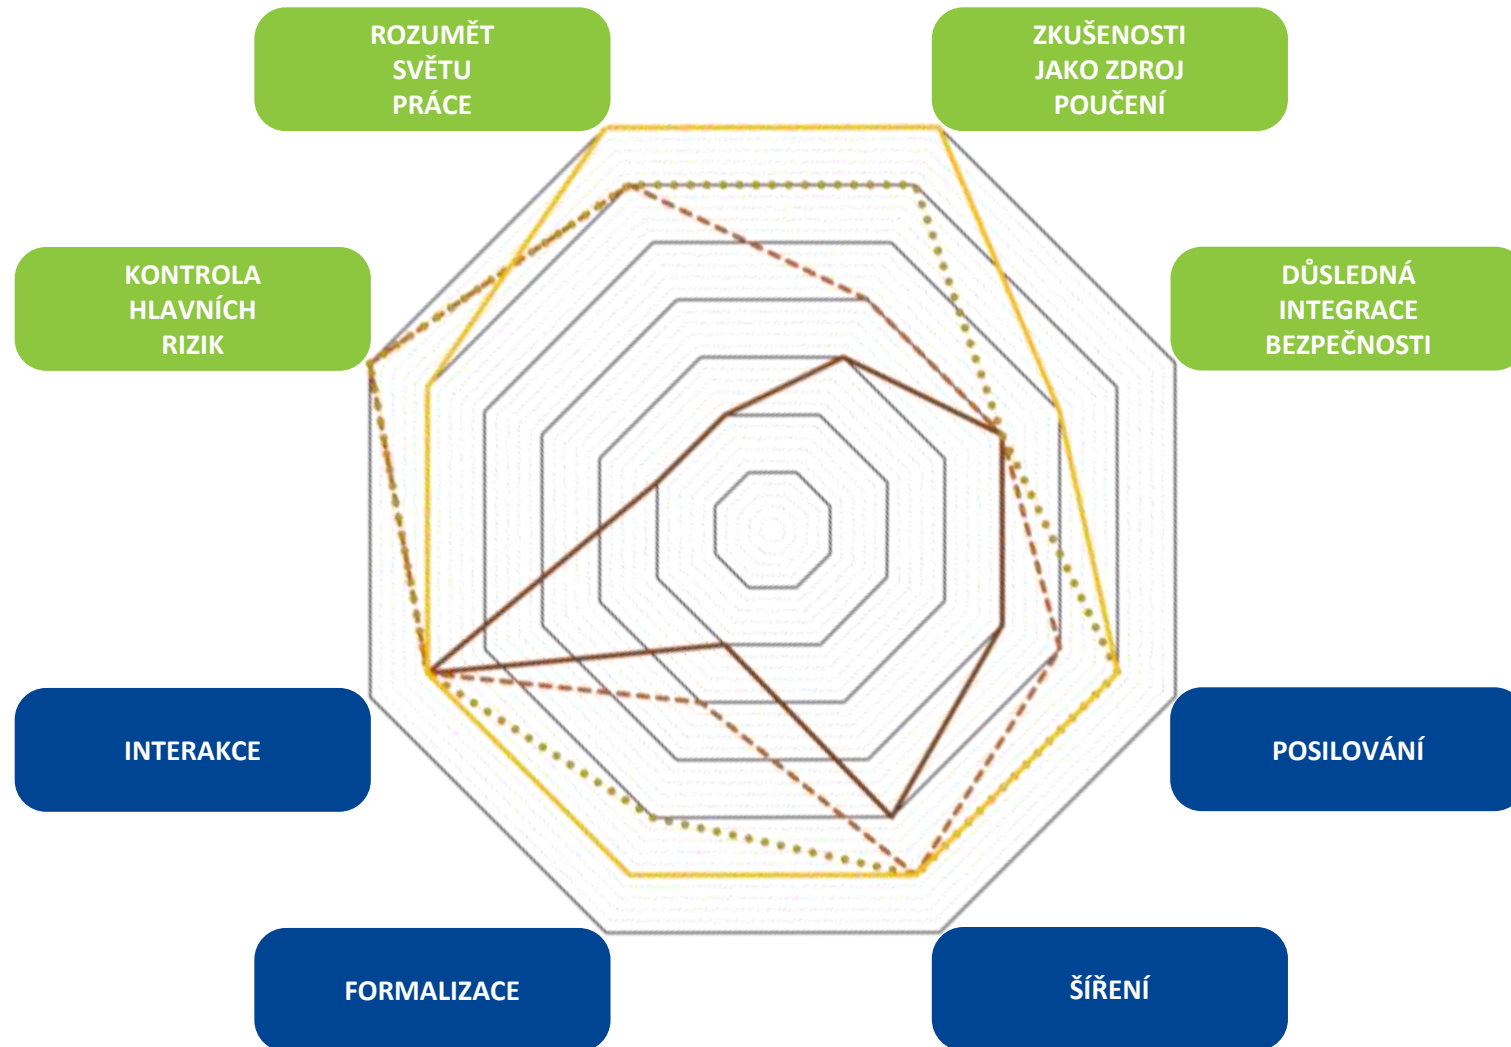 ROZUMĚT
SVĚTU
PRÁCE
ZKUŠENOSTI
JAKO ZDROJ
POUČENÍ
KONTROLA
HLAVNÍCH
RIZIK
DŮSLEDNÁ
INTEGRACE
BEZPEČNOSTI
INTERAKCE
POSILOVÁNÍ
FORMALIZACE
ŠÍŘENÍ